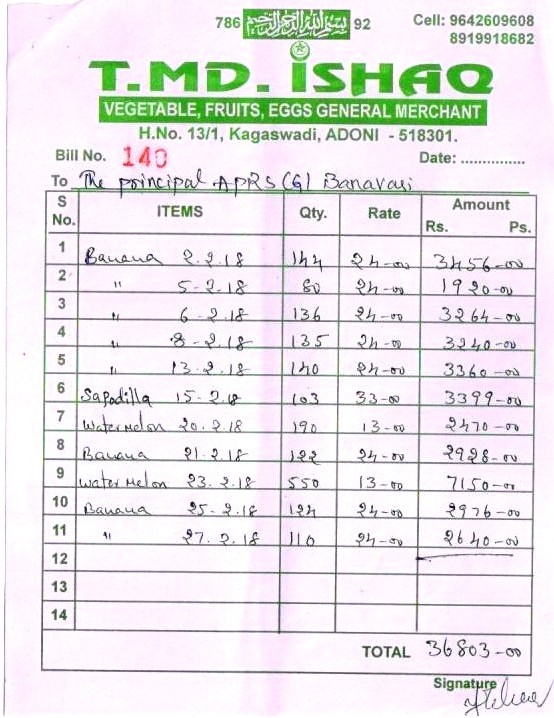 786 بسم الله الرحمن الرحيم 92 Cell: 9642609608
8919918682
T.MD. ISHAQ
VEGETABLE, FRUITS, EGGS GENERAL MERCHANT
H.No. 13/1, Kagaswadi, ADONI - 518301.
Bill No. 140 Date: ...............
To The principal APRS (G) Banavasi
S No. ITEMS Qty. Rate Amount
Rs. Ps.
1 Banana 2.2.18 144 24-00 3456-00
2 " 5-2.18 80 24-00 1920-00
3 " 6-2.18 136 24-00 3264-00
4 " 8-2.18 135 24-00 3240-00
5 " 13.2.18 140 24-00 3360-00
6 Sapodilla 15-2.18 103 33-00 3399-00
7 Water Melon 20.2.18 190 13-00 2470-00
8 Banana 21.2.18 122 24-00 2928-00
9 Water Melon 23.2.18 550 13-00 7150-00
10 Banana 25-2.18 124 24-00 2976-00
11 " 27.2.18 110 24-00 2640-00
12
13
14
TOTAL 36803-00
Signature